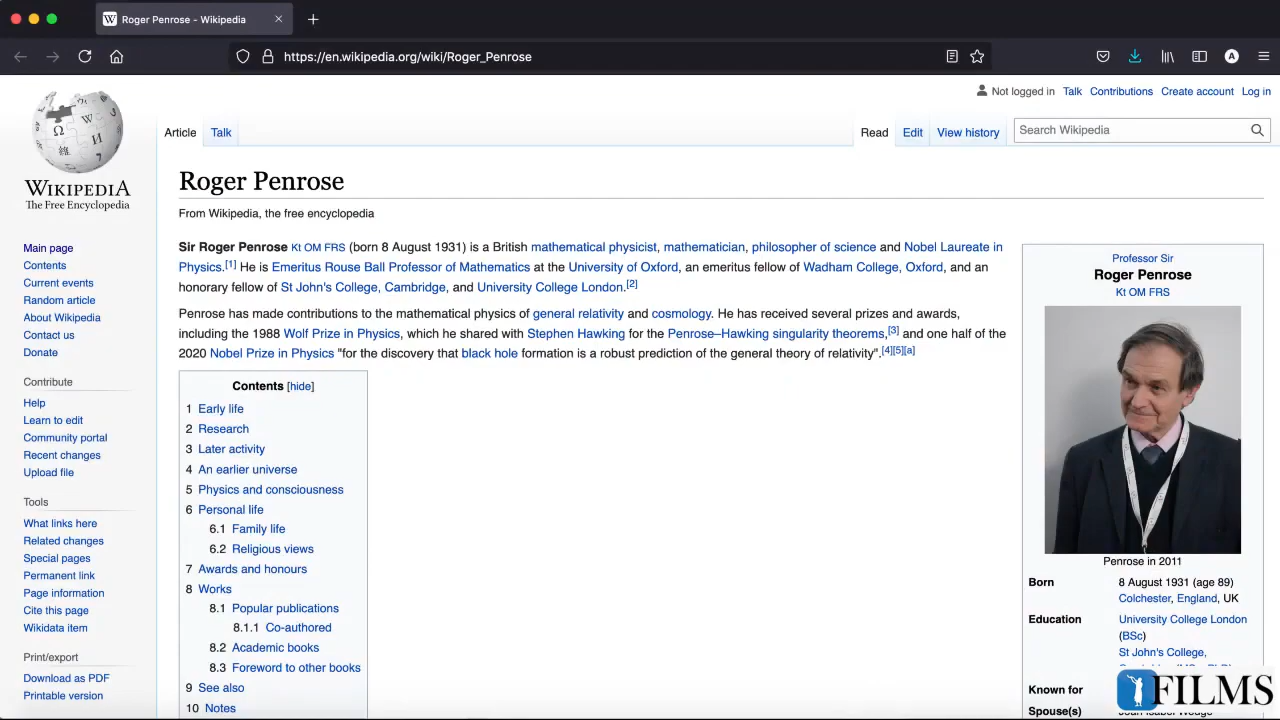 Roger Penrose - Wikipedia
https://en.wikipedia.org/wiki/Roger_Penrose
A
Not logged in Talk Contributions Create account Log in
Article Talk Read Edit View history Search Wikipedia
WIKIPEDIA
The Free Encyclopedia
Main page
Contents
Current events
Random article
About Wikipedia
Contact us
Donate
Contribute
Help
Learn to edit
Community portal
Recent changes
Upload file
Tools
What links here
Related changes
Special pages
Permanent link
Page information
Cite this page
Wikidata item
Print/export
Download as PDF
Printable version
Roger Penrose
From Wikipedia, the free encyclopedia
Sir Roger Penrose Kt OM FRS (born 8 August 1931) is a British mathematical physicist, mathematician, philosopher of science and Nobel Laureate in
Physics.[1] He is Emeritus Rouse Ball Professor of Mathematics at the University of Oxford, an emeritus fellow of Wadham College, Oxford, and an
honorary fellow of St John's College, Cambridge, and University College London.[2]
Penrose has made contributions to the mathematical physics of general relativity and cosmology. He has received several prizes and awards,
including the 1988 Wolf Prize in Physics, which he shared with Stephen Hawking for the Penrose–Hawking singularity theorems,[3] and one half of the
2020 Nobel Prize in Physics "for the discovery that black hole formation is a robust prediction of the general theory of relativity".[4][5][a]
Contents [hide]
1 Early life
2 Research
3 Later activity
4 An earlier universe
5 Physics and consciousness
6 Personal life
6.1 Family life
6.2 Religious views
7 Awards and honours
8 Works
8.1 Popular publications
8.1.1 Co-authored
8.2 Academic books
8.3 Foreword to other books
9 See also
10 Notes
Professor Sir
Roger Penrose
Kt OM FRS
Penrose in 2011
Born 8 August 1931 (age 89)
Colchester, England, UK
Education University College London
(BSc)
St John's College,
Known for
Spouse(s)
FILMS